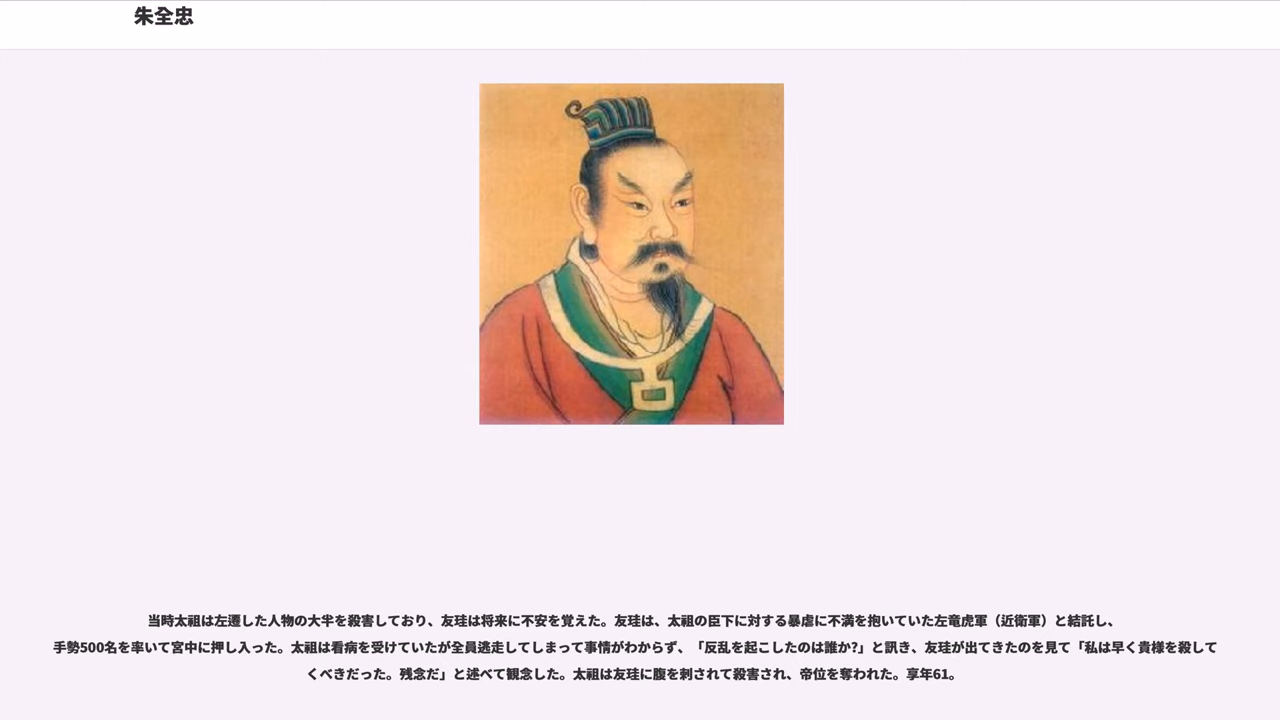 朱全忠
当時太祖は左遷した人物の大半を殺害しており、友珪は将来に不安を覚えた。友珪は、太祖の臣下に対する暴虐に不満を抱いていた左竜虎軍（近衛軍）と結託し、
手勢500名を率いて宮中に押し入った。太祖は看病を受けていたが全員逃走してしまって事情がわからず、「反乱を起こしたのは誰か?」と訊き、友珪が出てきたのを見て「私は早く貴様を殺して
くべきだった。残念だ」と述べて観念した。太祖は友珪に腹を刺されて殺害され、帝位を奪われた。享年61。